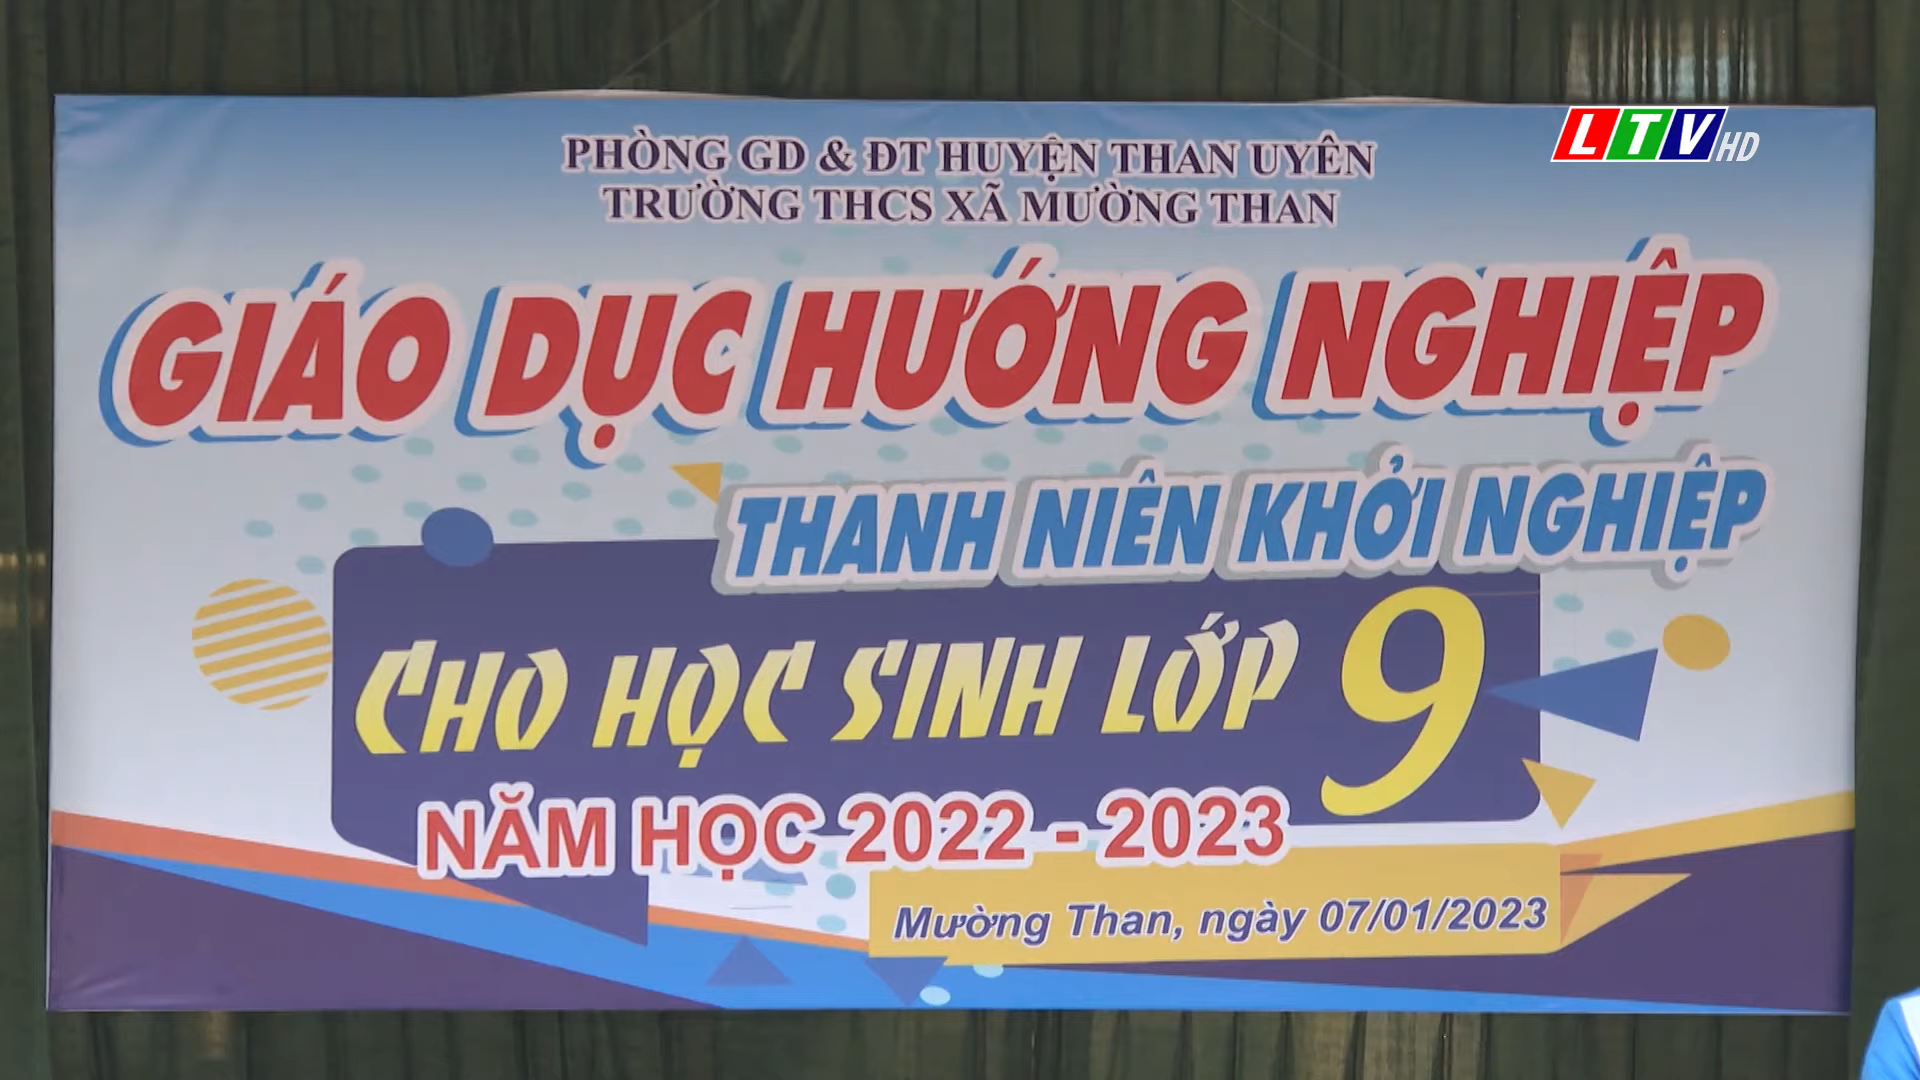 PHÒNG GD & ĐT HUYỆN THAN UYÊN
TRƯỜNG THCS XÃ MƯỜNG THAN
LTV HD
GIÁO DỤC HƯỚNG NGHIỆP
THANH NIÊN KHỞI NGHIỆP
CHO HỌC SINH LỚP 9
NĂM HỌC 2022 - 2023
Mường Than, ngày 07/01/2023